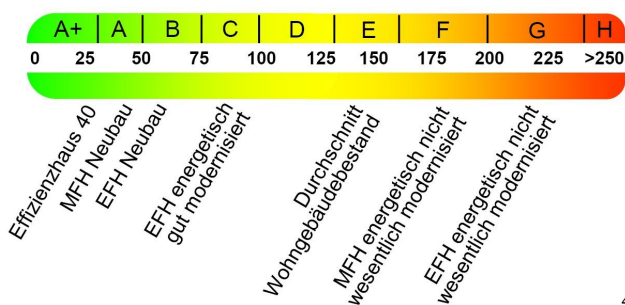 A+ A B C D E F G H
0 25 50 75 100 125 150 175 200 225 >250
Effizienzhaus 40
MFH Neubau
EFH Neubau
EFH energetisch
gut modernisiert
Durchschnitt
Wohngebäudebestand
MFH energetisch nicht
wesentlich modernisiert
EFH energetisch nicht
wesentlich modernisiert